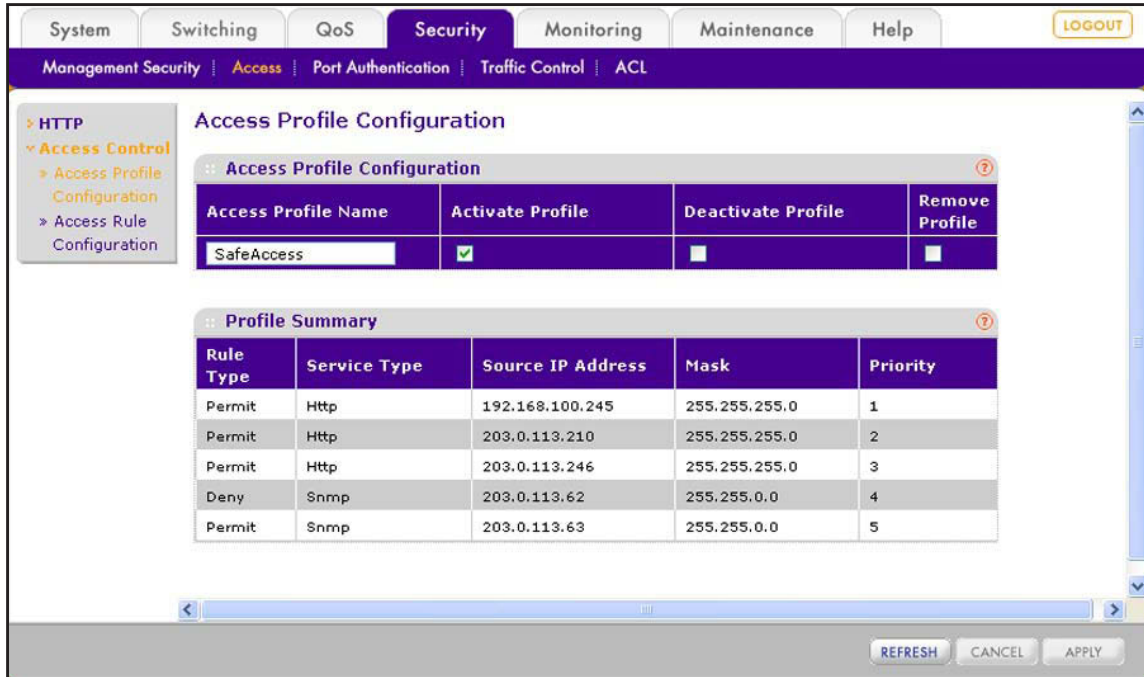 System Switching QoS Security Monitoring Maintenance Help LOGOUT
Management Security | Access | Port Authentication | Traffic Control | ACL
HTTP
Access Control
» Access Profile
Configuration
» Access Rule
Configuration
Access Profile Configuration
Access Profile Configuration ?
Access Profile Name Activate Profile Deactivate Profile Remove Profile
SafeAccess
Profile Summary ?
Rule Type Service Type Source IP Address Mask Priority
Permit Http 192.168.100.245 255.255.255.0 1
Permit Http 203.0.113.210 255.255.255.0 2
Permit Http 203.0.113.246 255.255.255.0 3
Deny Snmp 203.0.113.62 255.255.0.0 4
Permit Snmp 203.0.113.63 255.255.0.0 5
REFRESH CANCEL APPLY